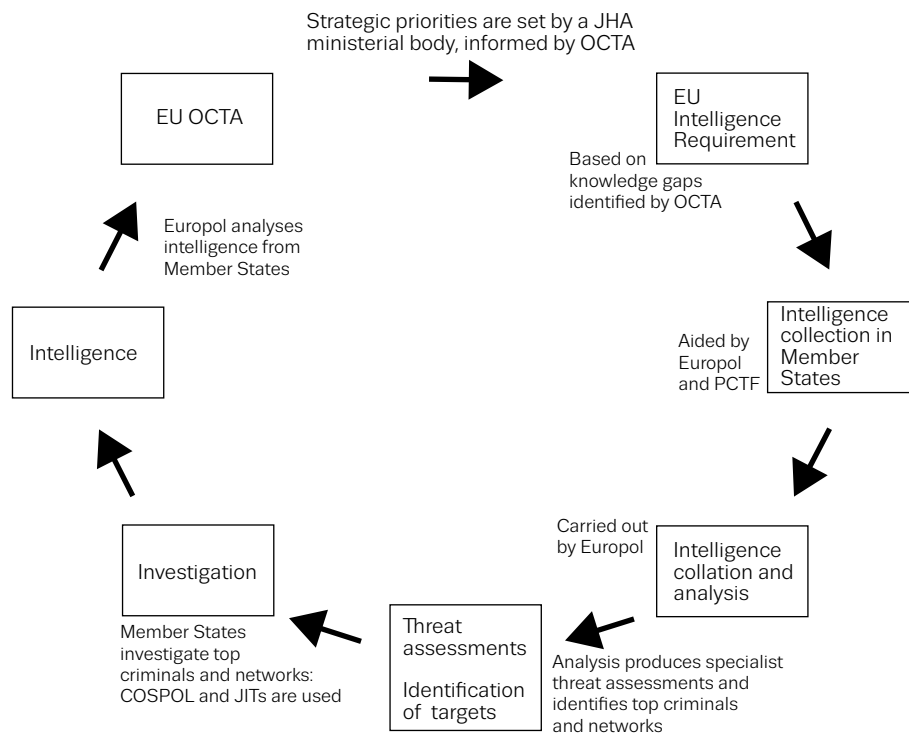 Strategic priorities are set by a JHA
ministerial body, informed by OCTA
EU OCTA
EU
Intelligence
Requirement
Based on
knowledge gaps
identified by OCTA
Europol analyses
intelligence from
Member States
Intelligence
Intelligence
collection in
Member
States
Aided by
Europol
and PCTF
Carried out
by Europol
Intelligence
collation and
analysis
Investigation
Member States
investigate top
criminals and networks:
COSPOL and JITs are used
Threat
assessments
Identification
of targets
Analysis produces specialist
threat assessments and
identifies top criminals
and networks